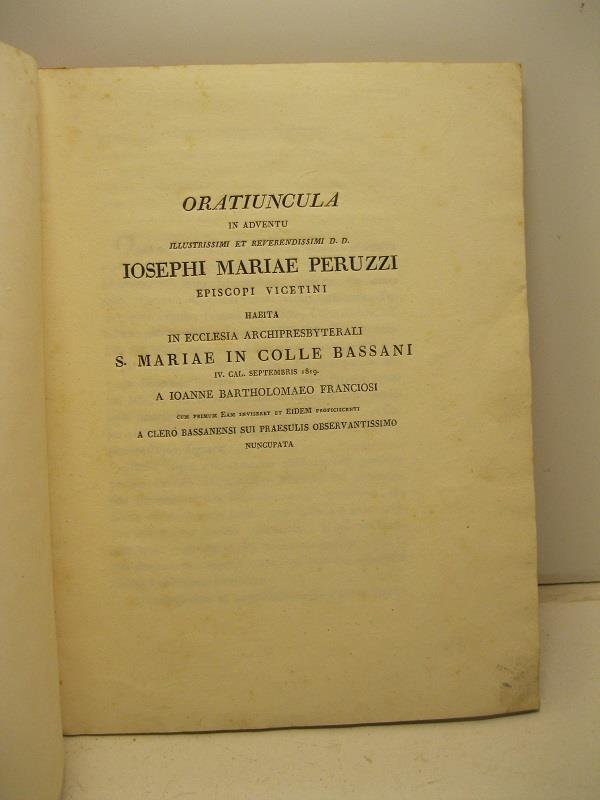 ORATIUNCULA
IN ADVENTU
ILLUSTRISSIMI ET REVERENDISSIMI D. D.
IOSEPHI MARIAE PERUZZI
EPISCOPI VICETINI
HABITA
IN ECCLESIA ARCHIPRESBYTERALI
S. MARIAE IN COLLE BASSANI
IV. CAL. SEPTEMBRIS 1819.
A IOANNE BARTHOLOMAEO FRANCIOSI
CUM PRIMUM EAM INVISERET ET EIDEM PROFICISCENTI
A CLERO BASSANENSI SUI PRAESULIS OBSERVANTISSIMO
NUNCUPATA